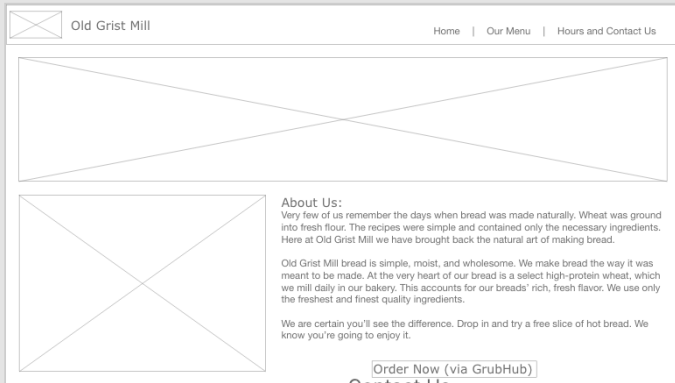 Old Grist Mill
Home | Our Menu | Hours and Contact Us
About Us:
Very few of us remember the days when bread was made naturally. Wheat was ground
into fresh flour. The recipes were simple and contained only the necessary ingredients.
Here at Old Grist Mill we have brought back the natural art of making bread.
Old Grist Mill bread is simple, moist, and wholesome. We make bread the way it was
meant to be made. At the very heart of our bread is a select high-protein wheat, which
we mill daily in our bakery. This accounts for our breads’ rich, fresh flavor. We use only
the freshest and finest quality ingredients.
We are certain you’ll see the difference. Drop in and try a free slice of hot bread. We
know you’re going to enjoy it.
Order Now (via GrubHub)
Contact Us